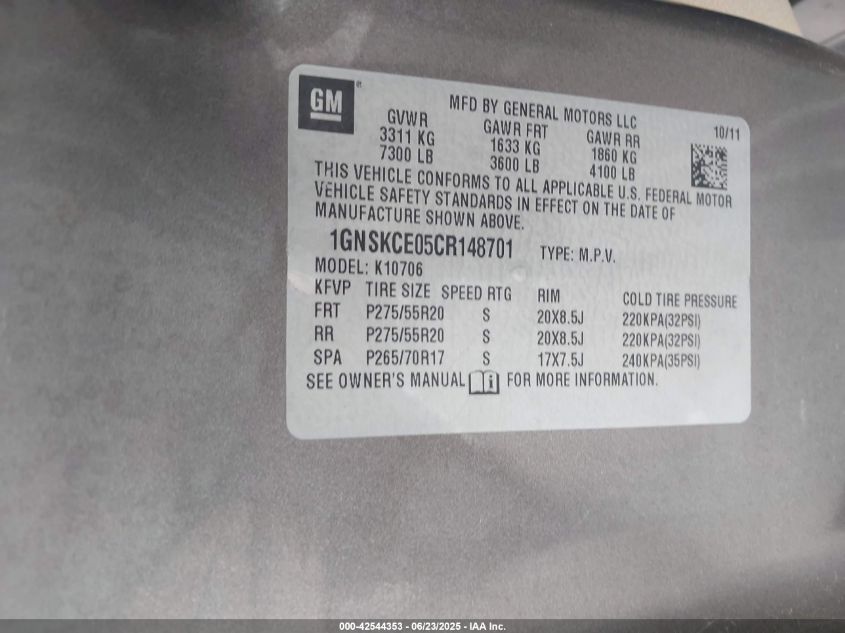 GM
MFD BY GENERAL MOTORS LLC 10/11
GVWR GAWR FRT GAWR RR
3311 KG 1633 KG 1860 KG
7300 LB 3600 LB 4100 LB
THIS VEHICLE CONFORMS TO ALL APPLICABLE U.S. FEDERAL MOTOR
VEHICLE SAFETY STANDARDS IN EFFECT ON THE DATE OF
MANUFACTURE SHOWN ABOVE.
1GNSKCE05CR148701 TYPE: M.P.V.
MODEL: K10706
KFVP TIRE SIZE SPEED RTG RIM COLD TIRE PRESSURE
FRT P275/55R20 S 20X8.5J 220KPA(32PSI)
RR P275/55R20 S 20X8.5J 220KPA(32PSI)
SPA P265/70R17 S 17X7.5J 240KPA(35PSI)
SEE OWNER'S MANUAL FOR MORE INFORMATION.
000-42544353 - 06/23/2025 - IAA Inc.